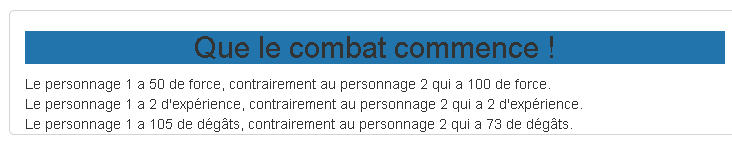 Que le combat commence !
Le personnage 1 a 50 de force, contrairement au personnage 2 qui a 100 de force.
Le personnage 1 a 2 d'expérience, contrairement au personnage 2 qui a 2 d'expérience.
Le personnage 1 a 105 de dégâts, contrairement au personnage 2 qui a 73 de dégâts.